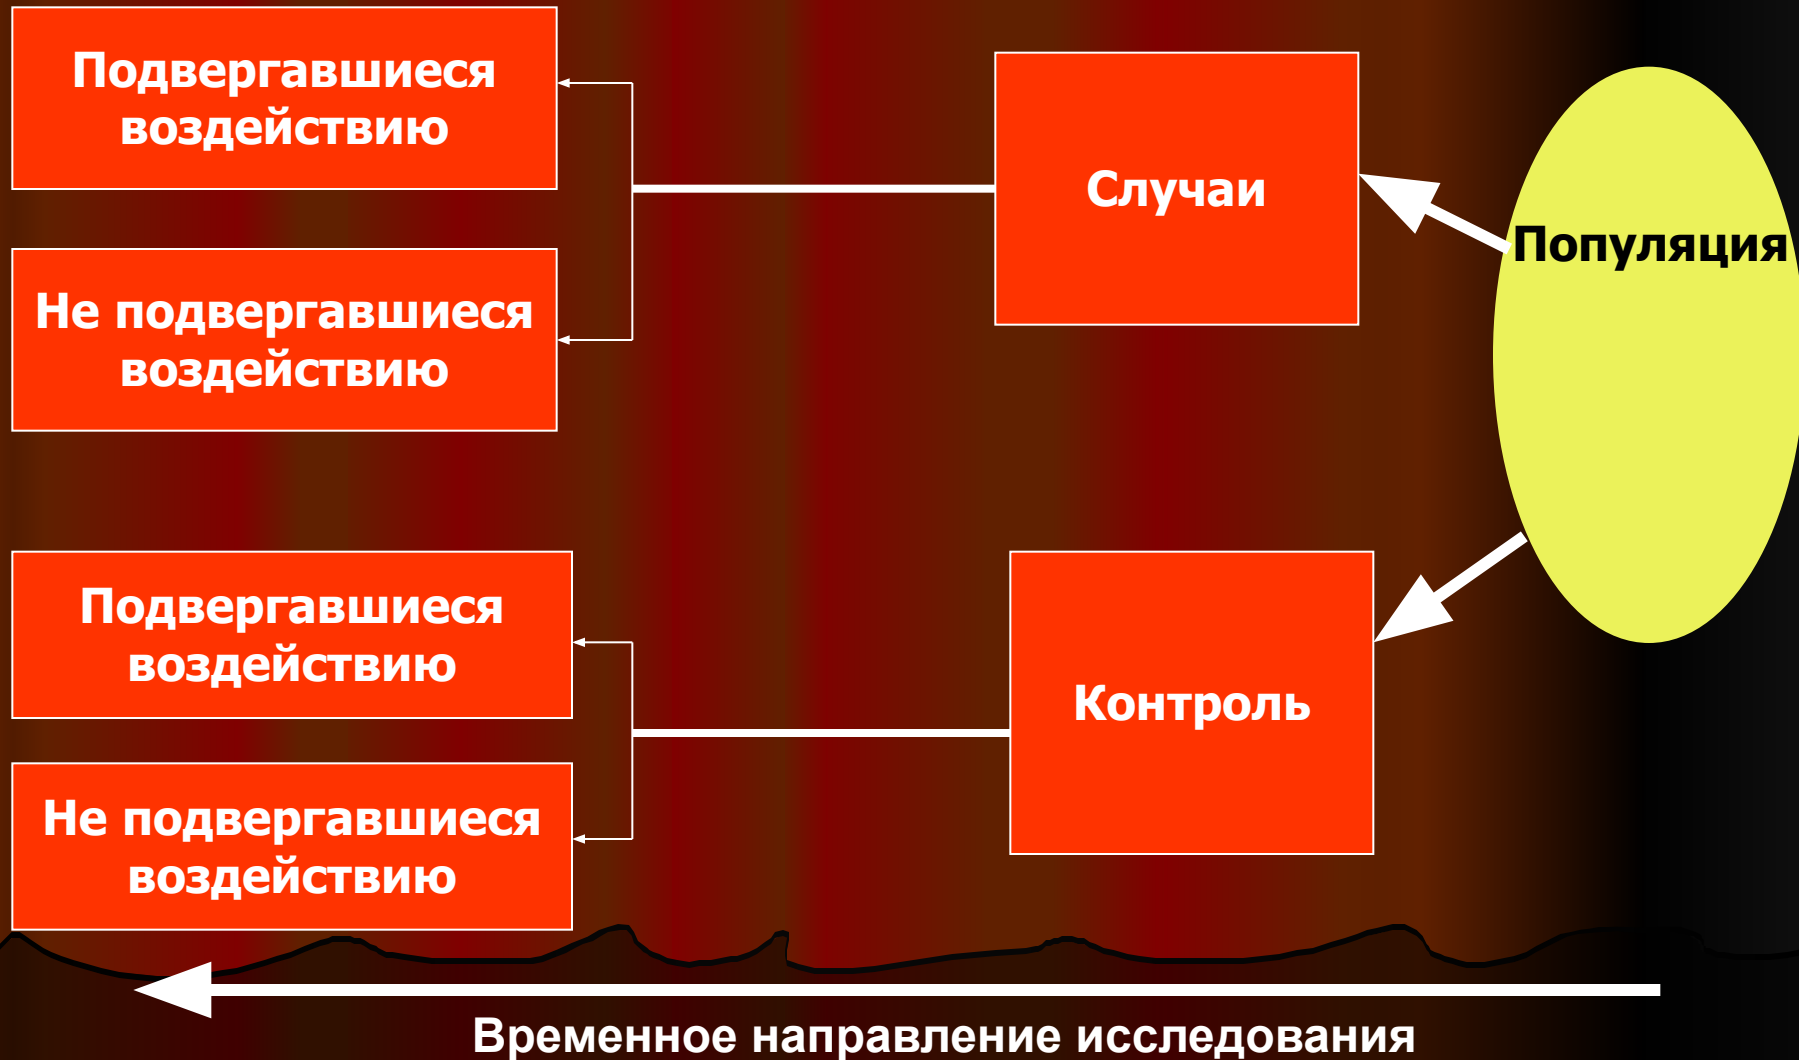 Подвергавшиеся
воздействию
Не подвергавшиеся
воздействию
Случаи
Популяция
Подвергавшиеся
воздействию
Не подвергавшиеся
воздействию
Контроль
Временное направление исследования